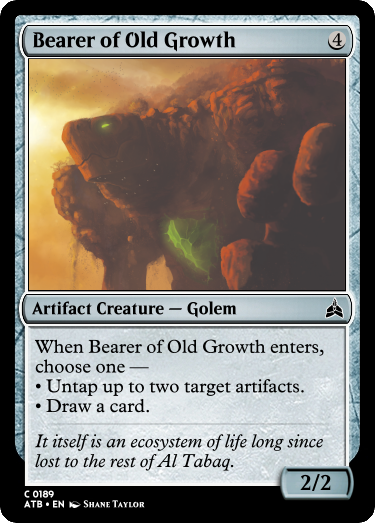 Bearer of Old Growth 4
Artifact Creature — Golem
When Bearer of Old Growth enters,
choose one —
• Untap up to two target artifacts.
• Draw a card.
It itself is an ecosystem of life long since
lost to the rest of Al Tabaq.
2/2
C 0189
ATB • EN Shane Taylor